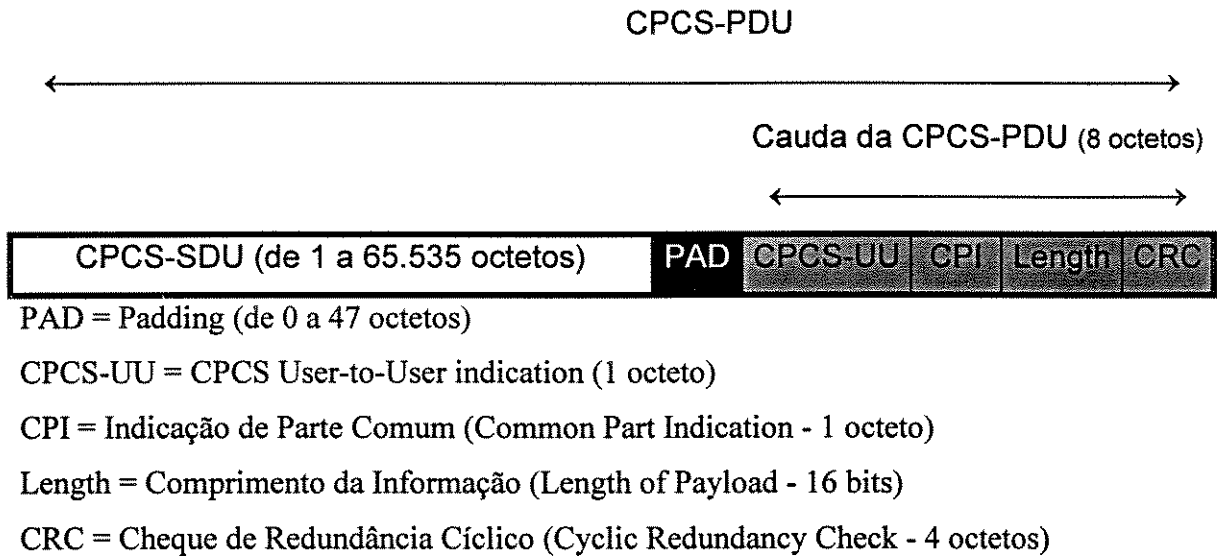 CPCS-PDU
Cauda da CPCS-PDU (8 octetos)
CPCS-SDU (de 1 a 65.535 octetos) PAD CPCS-UU CPI Length CRC
PAD = Padding (de 0 a 47 octetos)
CPCS-UU = CPCS User-to-User indication (1 octeto)
CPI = Indicação de Parte Comum (Common Part Indication - 1 octeto)
Length = Comprimento da Informação (Length of Payload - 16 bits)
CRC = Cheque de Redundância Cíclico (Cyclic Redundancy Check - 4 octetos)